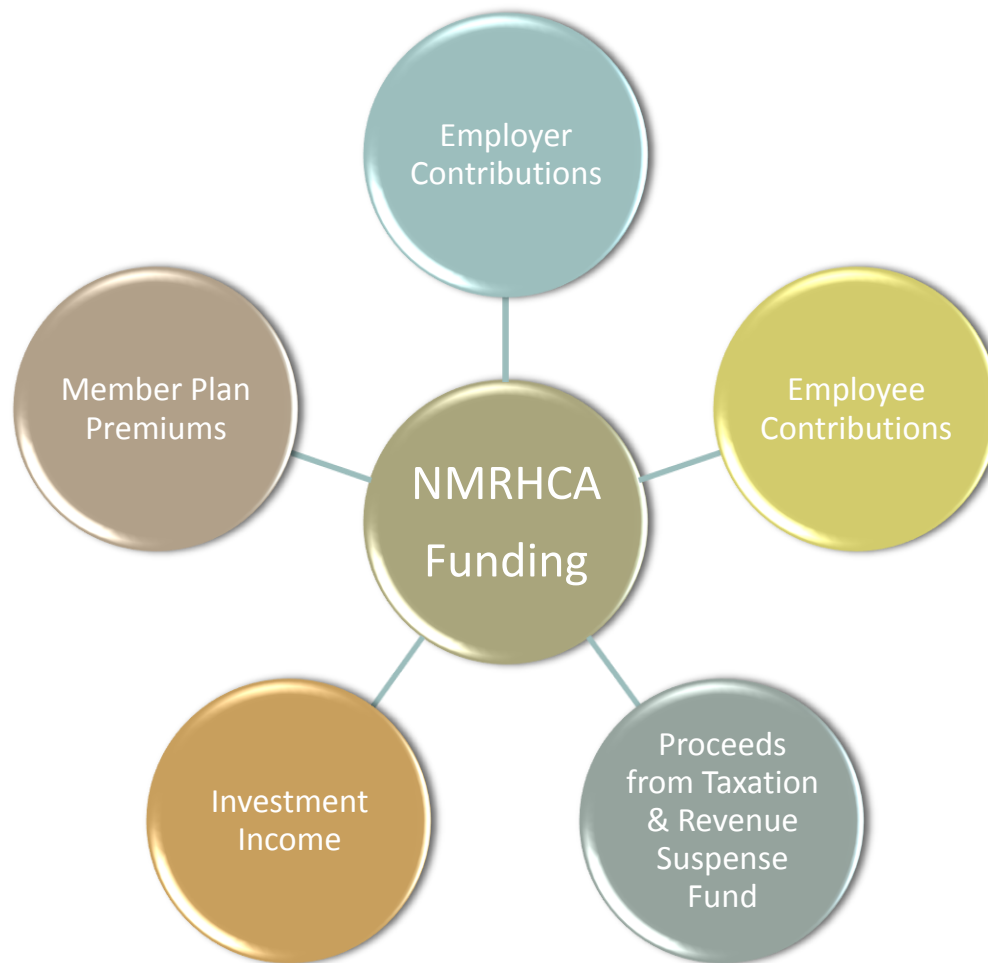 Employer
Contributions
Member Plan
Premiums
Employee
Contributions
NMRHCA
Funding
Investment
Income
Proceeds
from Taxation
& Revenue
Suspense
Fund